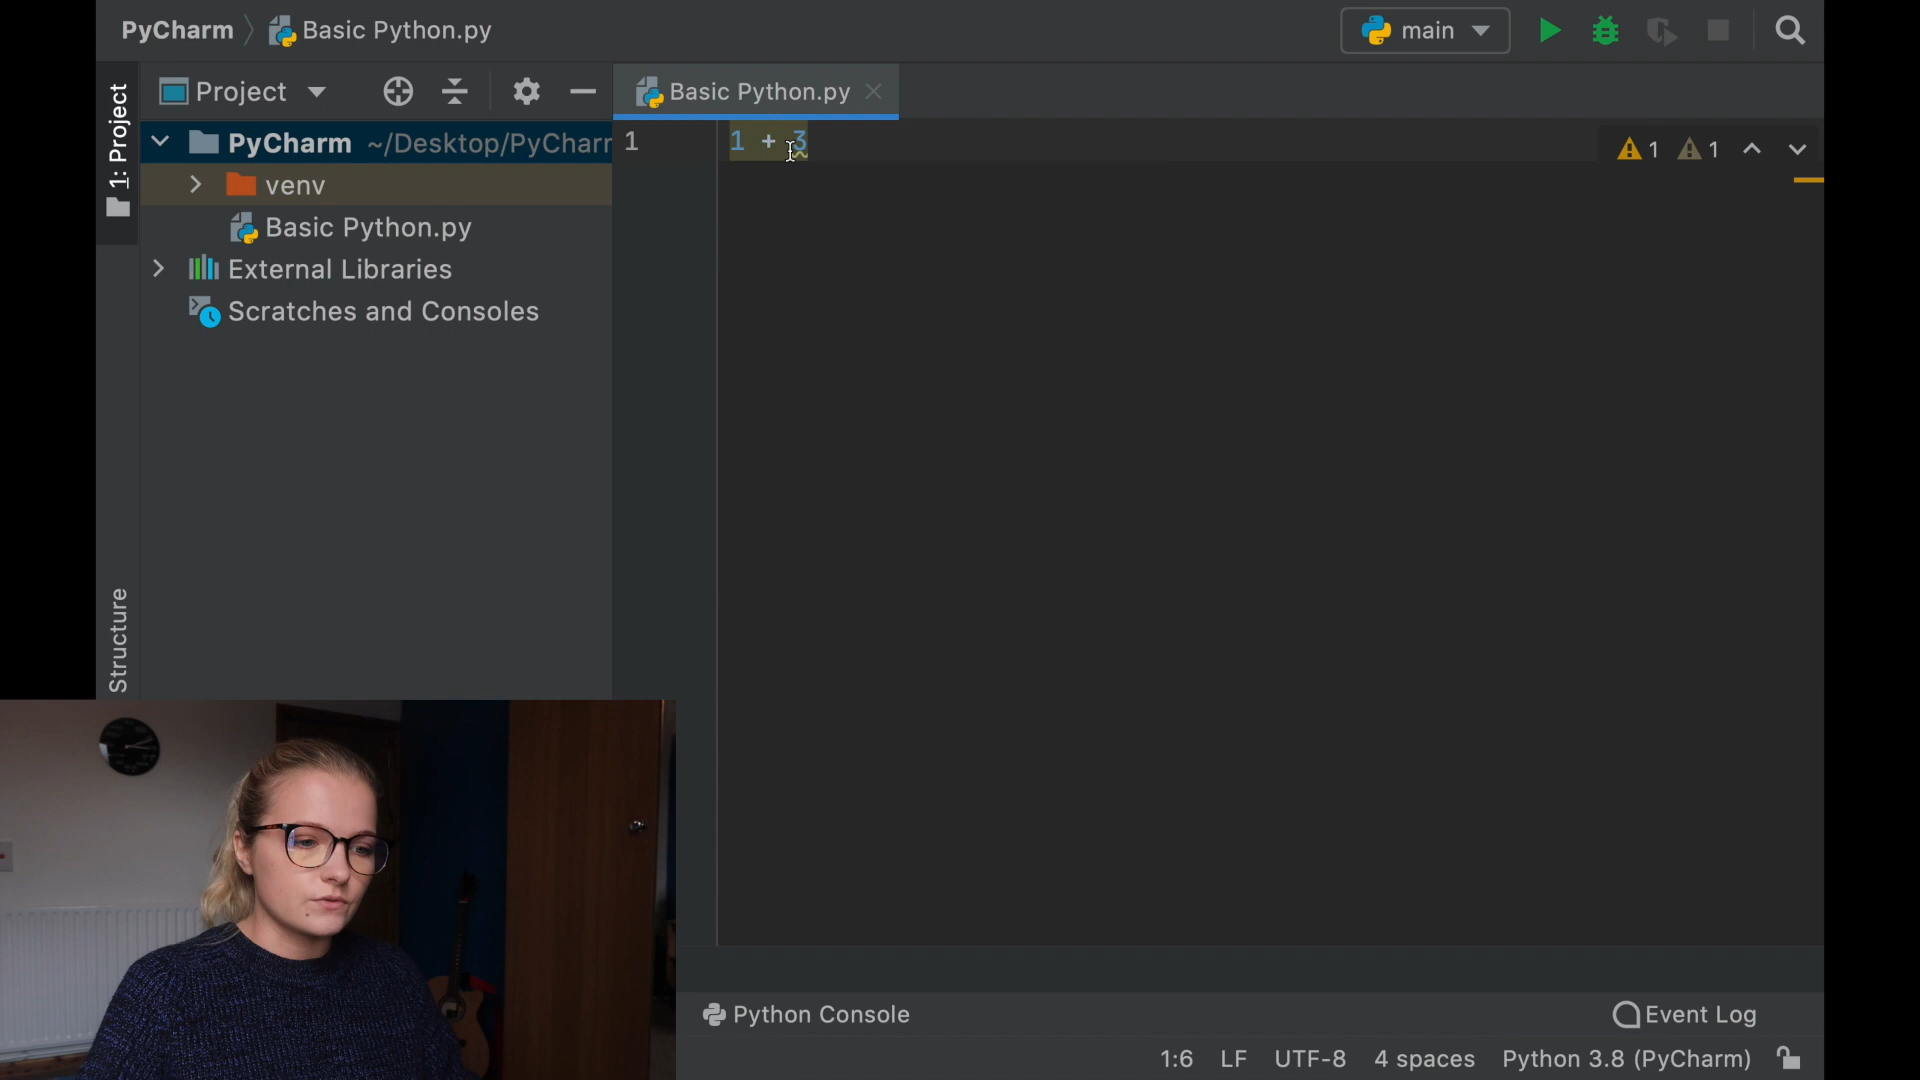 PyCharm
Basic Python.py
main
1: Project
Project
Basic Python.py
PyCharm ~/Desktop/PyCharr
1
1 + 3
1
1
venv
Basic Python.py
External Libraries
Scratches and Consoles
Structure
Python Console
Event Log
1:6
LF
UTF-8
4 spaces
Python 3.8 (PyCharm)